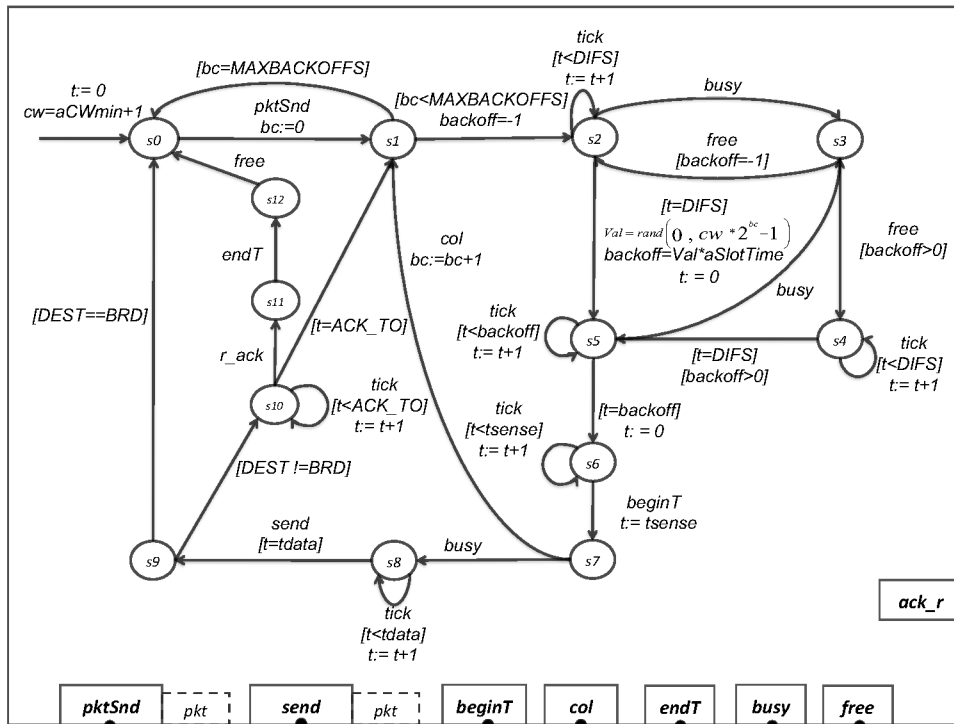 t:= 0
cw=aCWmin+1
[bc=MAXBACKOFFS]
pktSnd
bc:=0
[bc<MAXBACKOFFS]
backoff=-1
tick
[t<DIFS]
t:= t+1
busy
free
[backoff=-1]
s0
s1
s2
s3
free
s12
endT
s11
r_ack
s10
[DEST==BRD]
[t=ACK_TO]
tick
[t<ACK_TO]
t:= t+1
col
bc:=bc+1
[t=DIFS]
Val = rand(0 , cw * 2^bc – 1)
backoff=Val*aSlotTime
t: = 0
busy
free
[backoff>0]
tick
[t<backoff]
t:= t+1
s5
[t=DIFS]
[backoff>0]
s4
tick
[t<DIFS]
t:= t+1
[t=backoff]
t: = 0
tick
[t<tsense]
t:= t+1
s6
beginT
t:= tsense
[DEST !=BRD]
send
[t=tdata]
busy
s9
s8
s7
tick
[t<tdata]
t:= t+1
ack_r
pktSnd
pkt
send
pkt
beginT
col
endT
busy
free